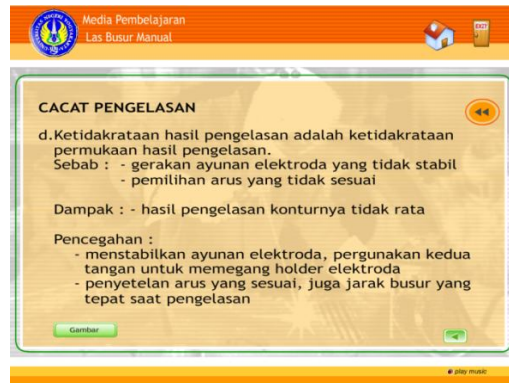 Media Pembelajaran
Las Busur Manual
EXIT
CACAT PENGELASAN
d.Ketidakrataan hasil pengelasan adalah ketidakrataan
permukaan hasil pengelasan.
Sebab : - gerakan ayunan elektroda yang tidak stabil
- pemilihan arus yang tidak sesuai
Dampak : - hasil pengelasan konturnya tidak rata
Pencegahan :
- menstabilkan ayunan elektroda, pergunakan kedua
tangan untuk memegang holder elektroda
- penyetelan arus yang sesuai, juga jarak busur yang
tepat saat pengelasan
Gambar
play music